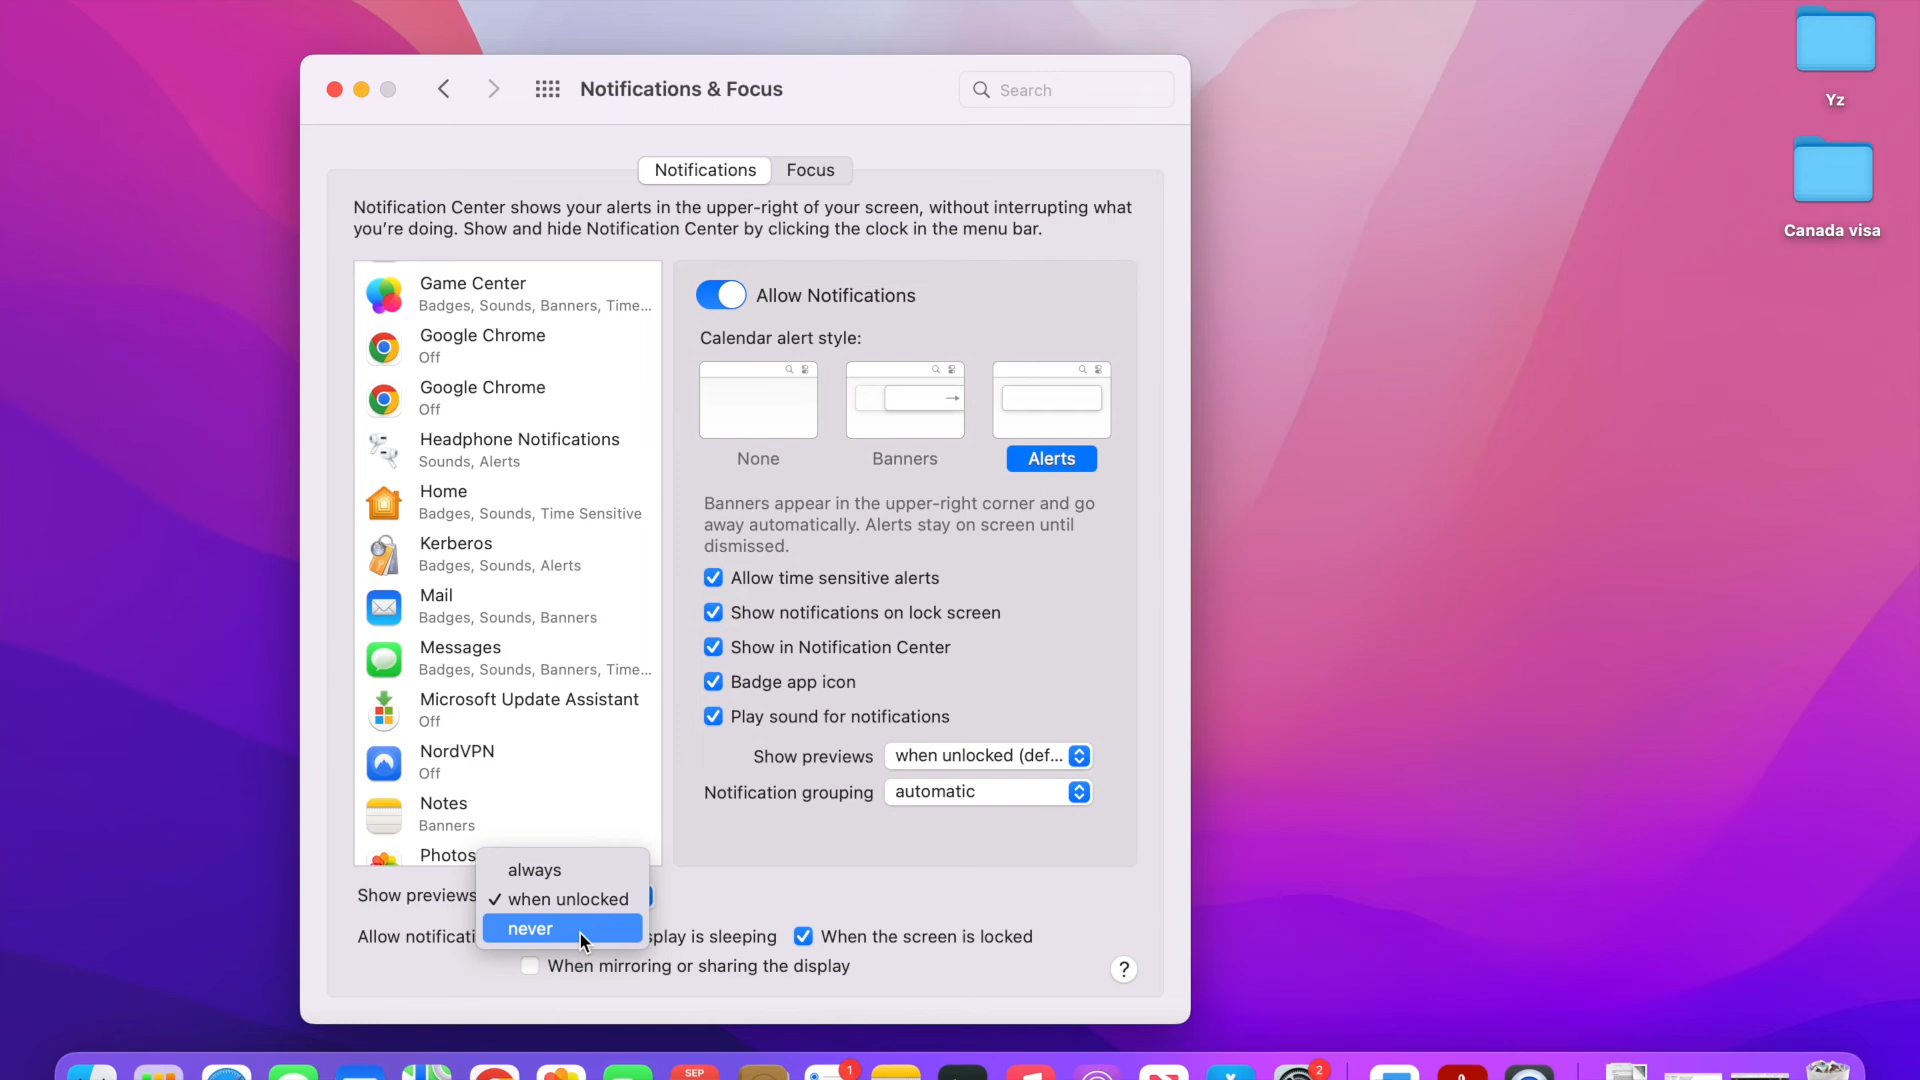 Notifications & Focus
Search
Yz
Canada visa
Notifications
Focus
Notification Center shows your alerts in the upper-right of your screen, without interrupting what
you're doing. Show and hide Notification Center by clicking the clock in the menu bar.
Game Center
Badges, Sounds, Banners, Time...
Google Chrome
Off
Google Chrome
Off
Headphone Notifications
Sounds, Alerts
Home
Badges, Sounds, Time Sensitive
Kerberos
Badges, Sounds, Alerts
Mail
Badges, Sounds, Banners
Messages
Badges, Sounds, Banners, Time...
Microsoft Update Assistant
Off
NordVPN
Off
Notes
Banners
Photos
Allow Notifications
Calendar alert style:
None
Banners
Alerts
Banners appear in the upper-right corner and go
away automatically. Alerts stay on screen until
dismissed.
Allow time sensitive alerts
Show notifications on lock screen
Show in Notification Center
Badge app icon
Play sound for notifications
Show previews
when unlocked (def...
Notification grouping
automatic
Show previews
always
when unlocked
never
Allow notificati
splay is sleeping
When the screen is locked
When mirroring or sharing the display
?
SEP
1
2